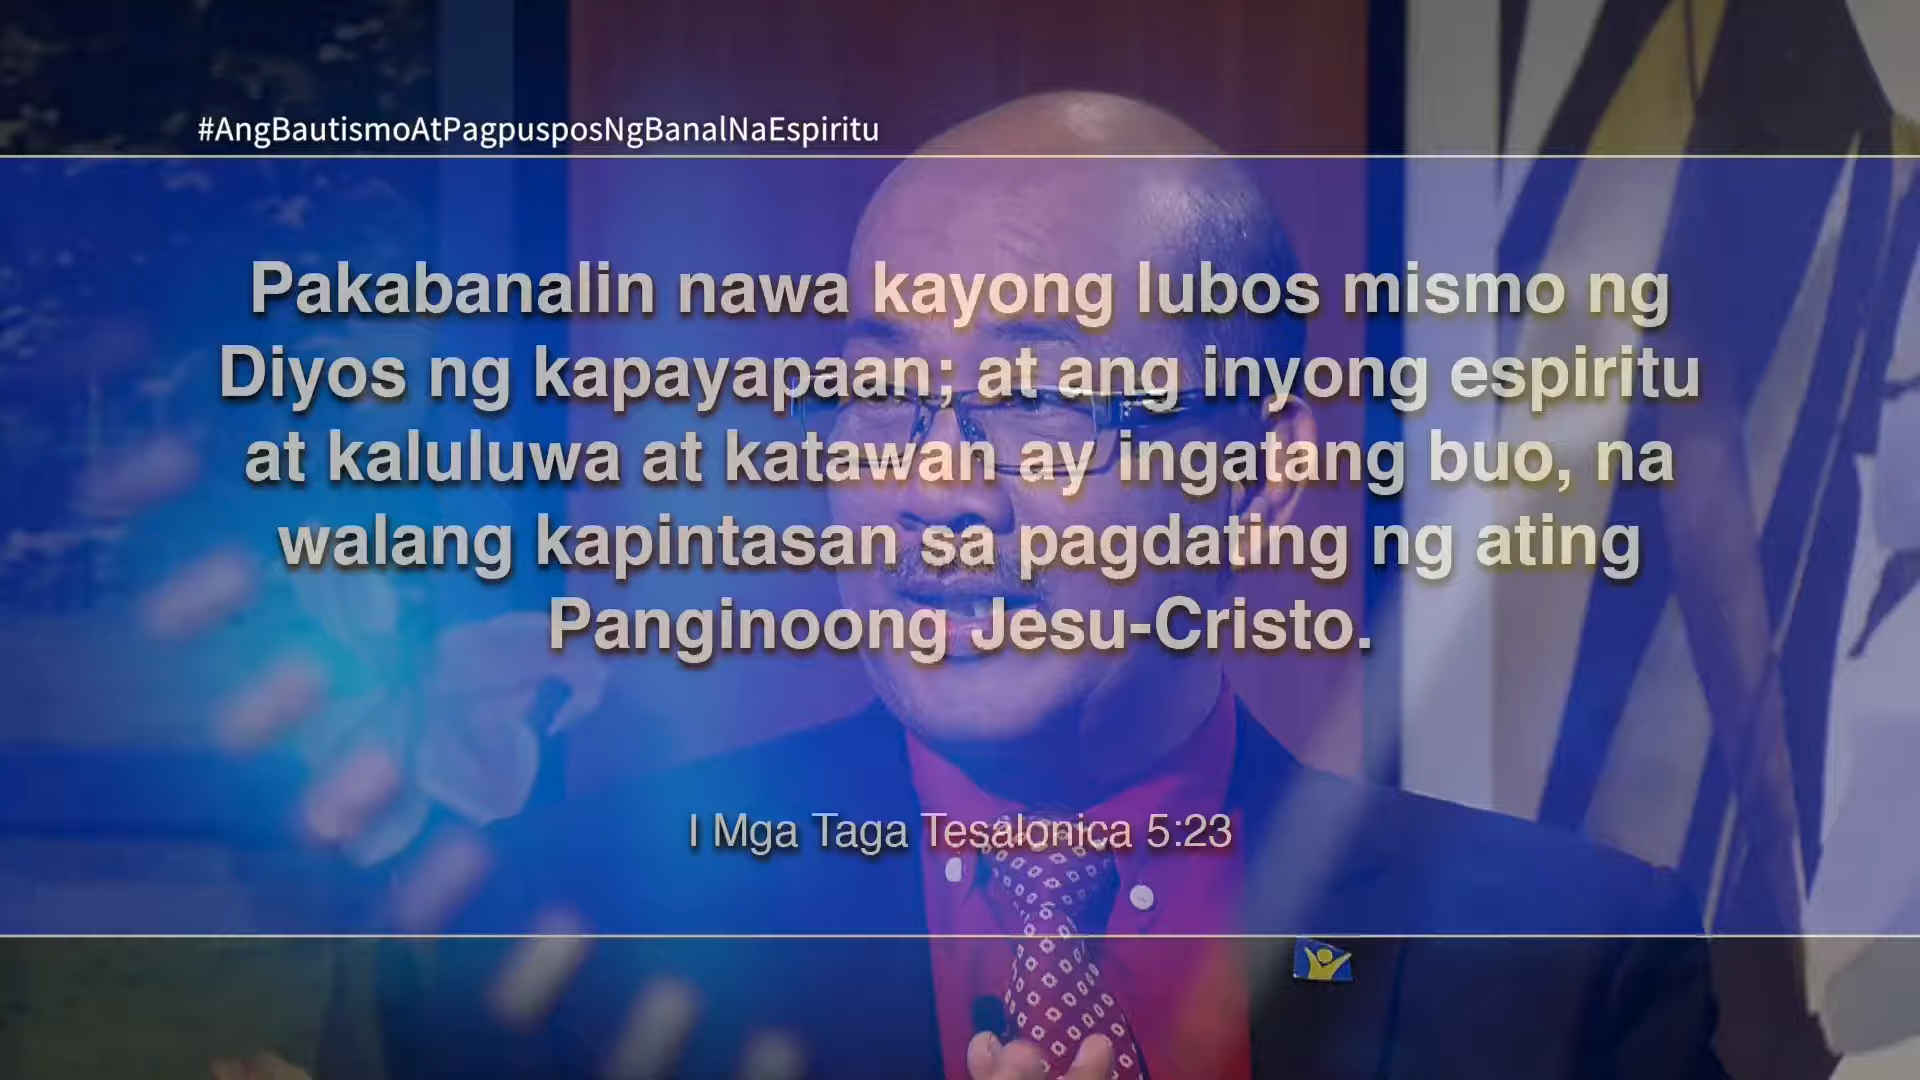 #AngBautismoAtPagpusposNgBanalNaEspiritu
Pakabanalin nawa kayong lubos mismo ng
Diyos ng kapayapaan; at ang inyong espiritu
at kaluluwa at katawan ay ingatang buo, na
walang kapintasan sa pagdating ng ating
Panginoong Jesu-Cristo.
I Mga Taga Tesalonica 5:23